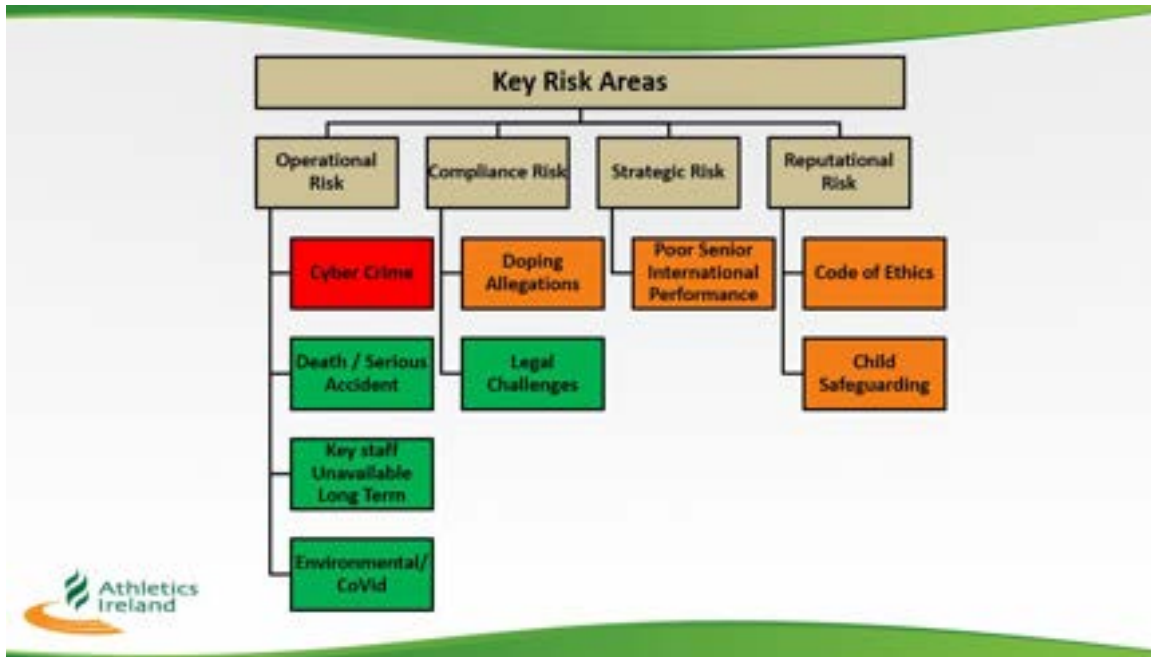 Key Risk Areas
Operational
Risk
Compliance Risk
Strategic Risk
Reputational
Risk
Cyber Crime
Doping
Allegations
Poor Senior
International
Performance
Code of Ethics
Death / Serious
Accident
Legal
Challenges
Child
Safeguarding
Key staff
Unavailable
Long Term
Environmental/
CoVid
Athletics
Ireland